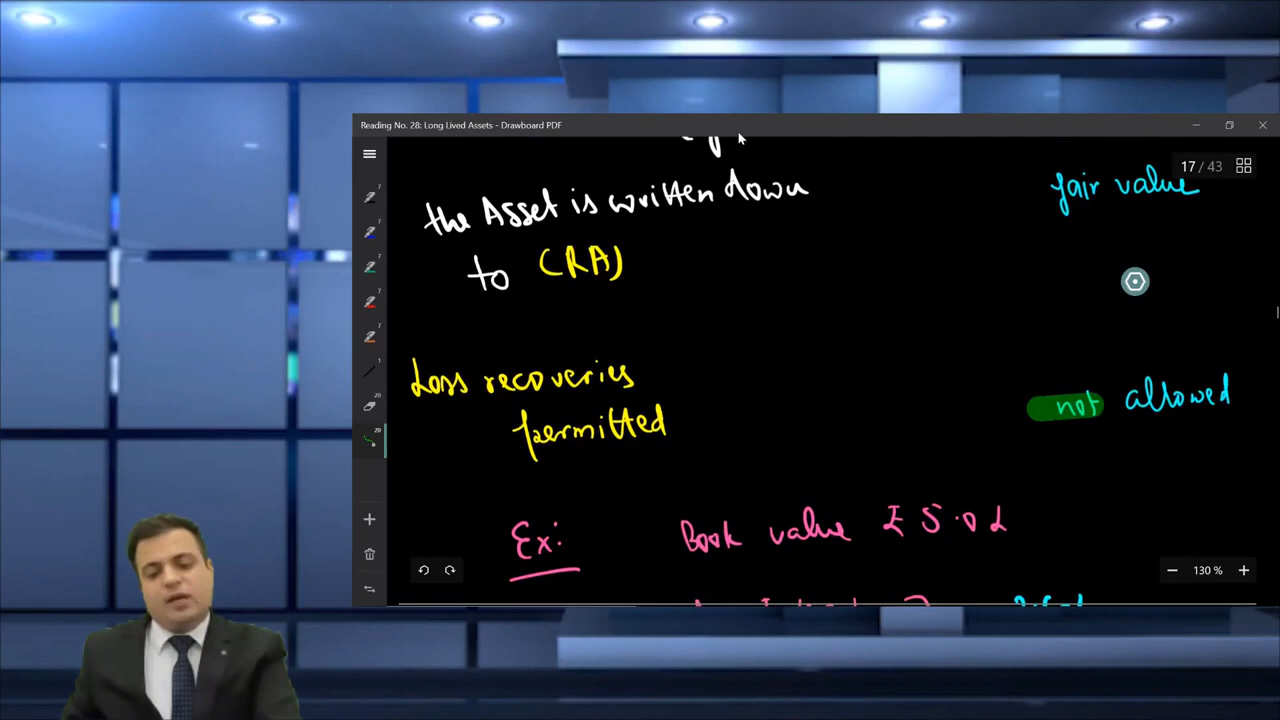 Reading No. 28: Long Lived Assets - Drawboard PDF
17 / 43
the Asset is written down
to (RA)
fair value
Loss recoveries
permitted
not allowed
Ex:
Book value ₹ 5.0 L
130 %